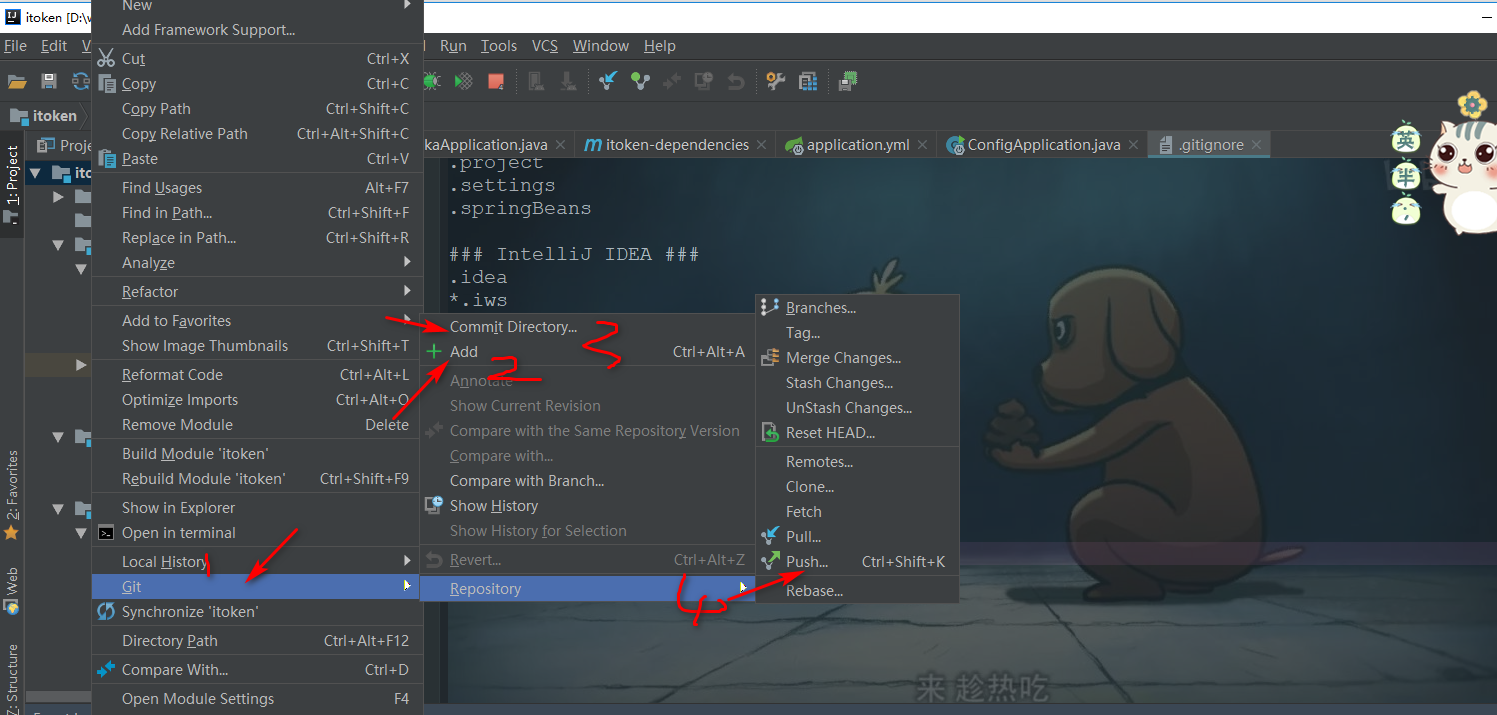 itoken [D:\
New
Add Framework Support...
File Edit V Run Tools VCS Window Help
Cut Ctrl+X
Copy Ctrl+C
Copy Path Ctrl+Shift+C
Copy Relative Path Ctrl+Alt+Shift+C
Paste Ctrl+V
Find Usages Alt+F7
Find in Path... Ctrl+Shift+F
Replace in Path... Ctrl+Shift+R
Analyze
Refactor
Add to Favorites
Show Image Thumbnails Ctrl+Shift+T
Reformat Code Ctrl+Alt+L
Optimize Imports Ctrl+Alt+O
Remove Module Delete
Build Module 'itoken'
Rebuild Module 'itoken' Ctrl+Shift+F9
Show in Explorer
Open in terminal
Local History
1
Git
Synchronize 'itoken'
Directory Path Ctrl+Alt+F12
Compare With... Ctrl+D
Open Module Settings F4
itoken
Proje
ito
1: Project
2: Favorites
Web
Z: Structure
kaApplication.java
m itoken-dependencies
application.yml
ConfigApplication.java
.gitignore
.project
.settings
.springBeans
### IntelliJ IDEA ###
.idea
*.iws
Commit Directory... 3
Add Ctrl+Alt+A
2
Annotate
Show Current Revision
Compare with the Same Repository Version
Compare with...
Compare with Branch...
Show History
Show History for Selection
Revert... Ctrl+Alt+Z
Repository
4
Branches...
Tag...
Merge Changes...
Stash Changes...
UnStash Changes...
Reset HEAD...
Remotes...
Clone...
Fetch
Pull...
Push... Ctrl+Shift+K
Rebase...
英
半
来 趁热吃